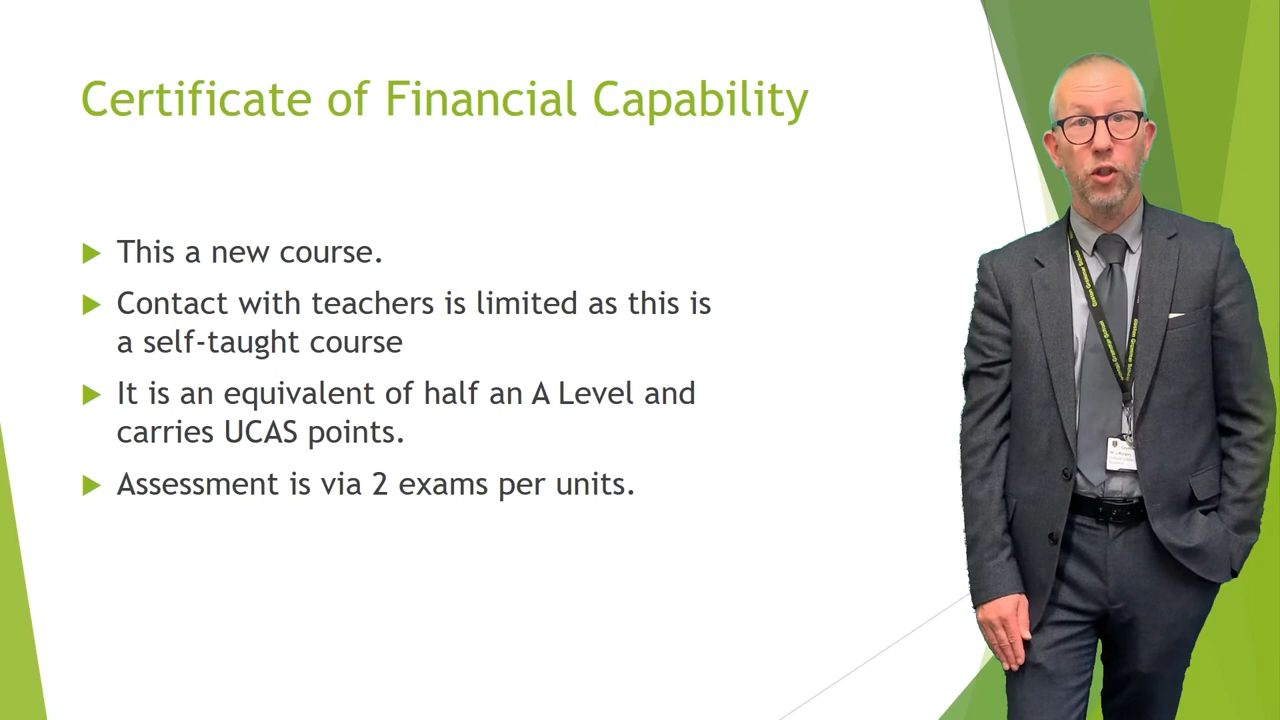 Certificate of Financial Capability
This a new course.
Contact with teachers is limited as this is
a self-taught course
It is an equivalent of half an A Level and
carries UCAS points.
Assessment is via 2 exams per units.